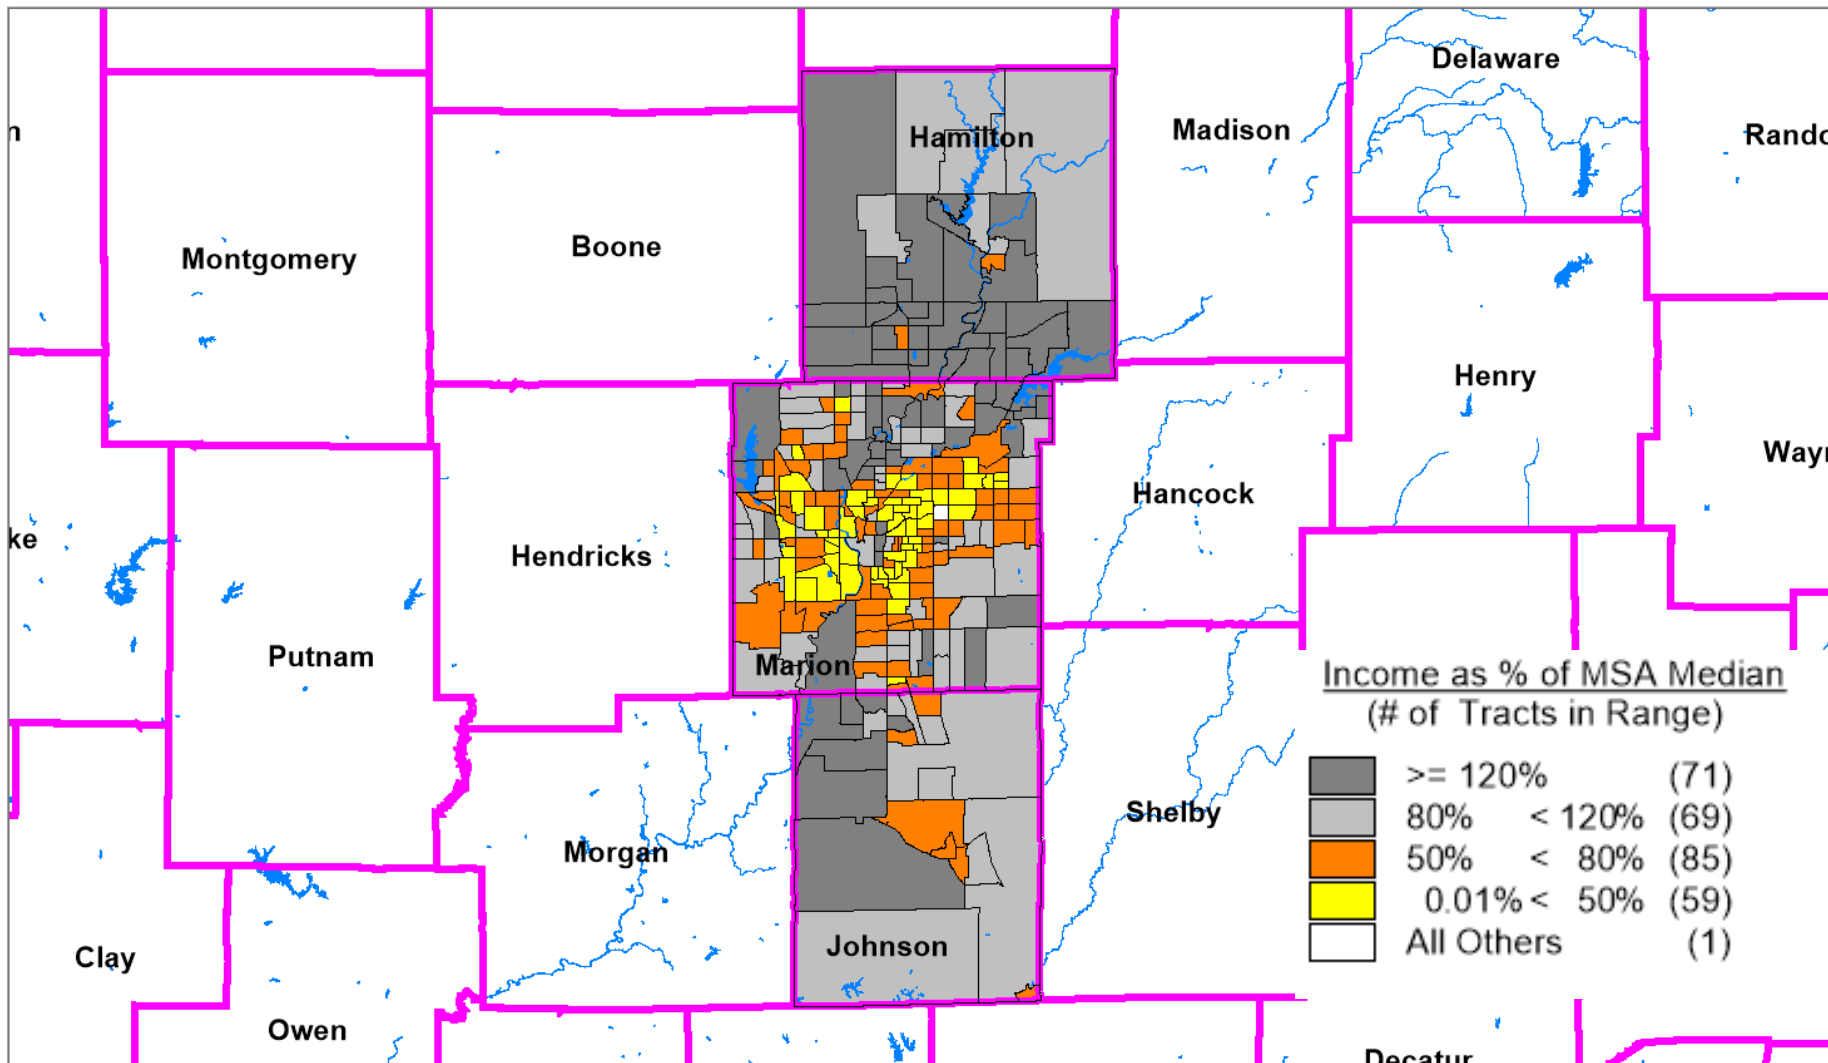 Delaware
n
Madison
Rando
Hamilton
Boone
Montgomery
Henry
Wayn
Hancock
ke
Hendricks
Putnam
Marion
Income as % of MSA Median
(# of Tracts in Range)
>= 120% (71)
80% < 120% (69)
50% < 80% (85)
0.01% < 50% (59)
All Others (1)
Shelby
Morgan
Johnson
Clay
Owen
Decatur